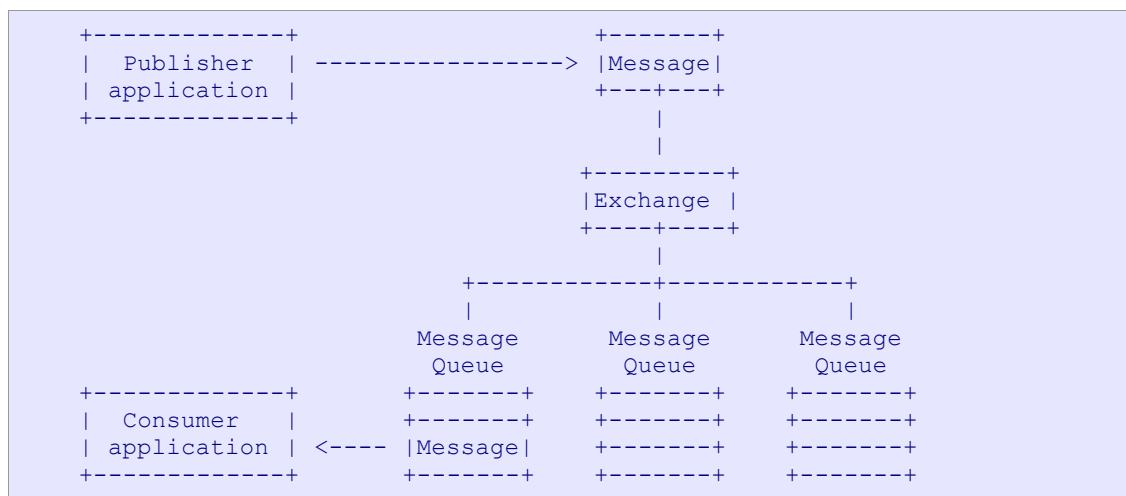 +-------------+                   +-------+
|  Publisher  | -----------------> |Message|
| application |                   +---+---+
+-------------+                       |
                                      |
                                 +---------+
                                 |Exchange |
                                 +----+----+
                                      |
                         +------------+------------+
                         |            |            |
                      Message      Message      Message
                       Queue        Queue        Queue
+-------------+      +-------+    +-------+    +-------+
|  Consumer   |      +-------+    +-------+    +-------+
| application | <---- |Message|   +-------+    +-------+
+-------------+      +-------+    +-------+    +-------+